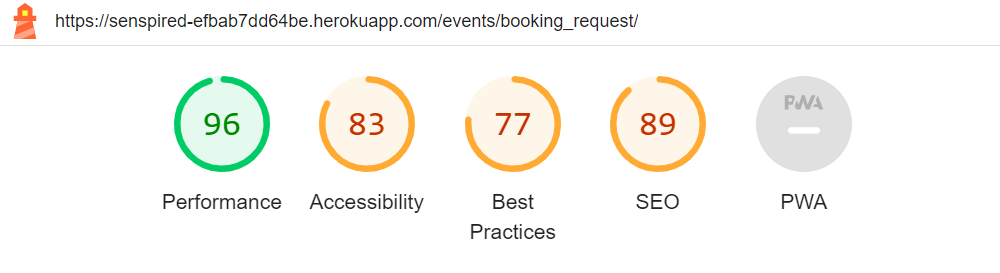 https://senspired-efbab7dd64be.herokuapp.com/events/booking_request/
96 83 77 89 PWA
Performance Accessibility Best SEO PWA
Practices